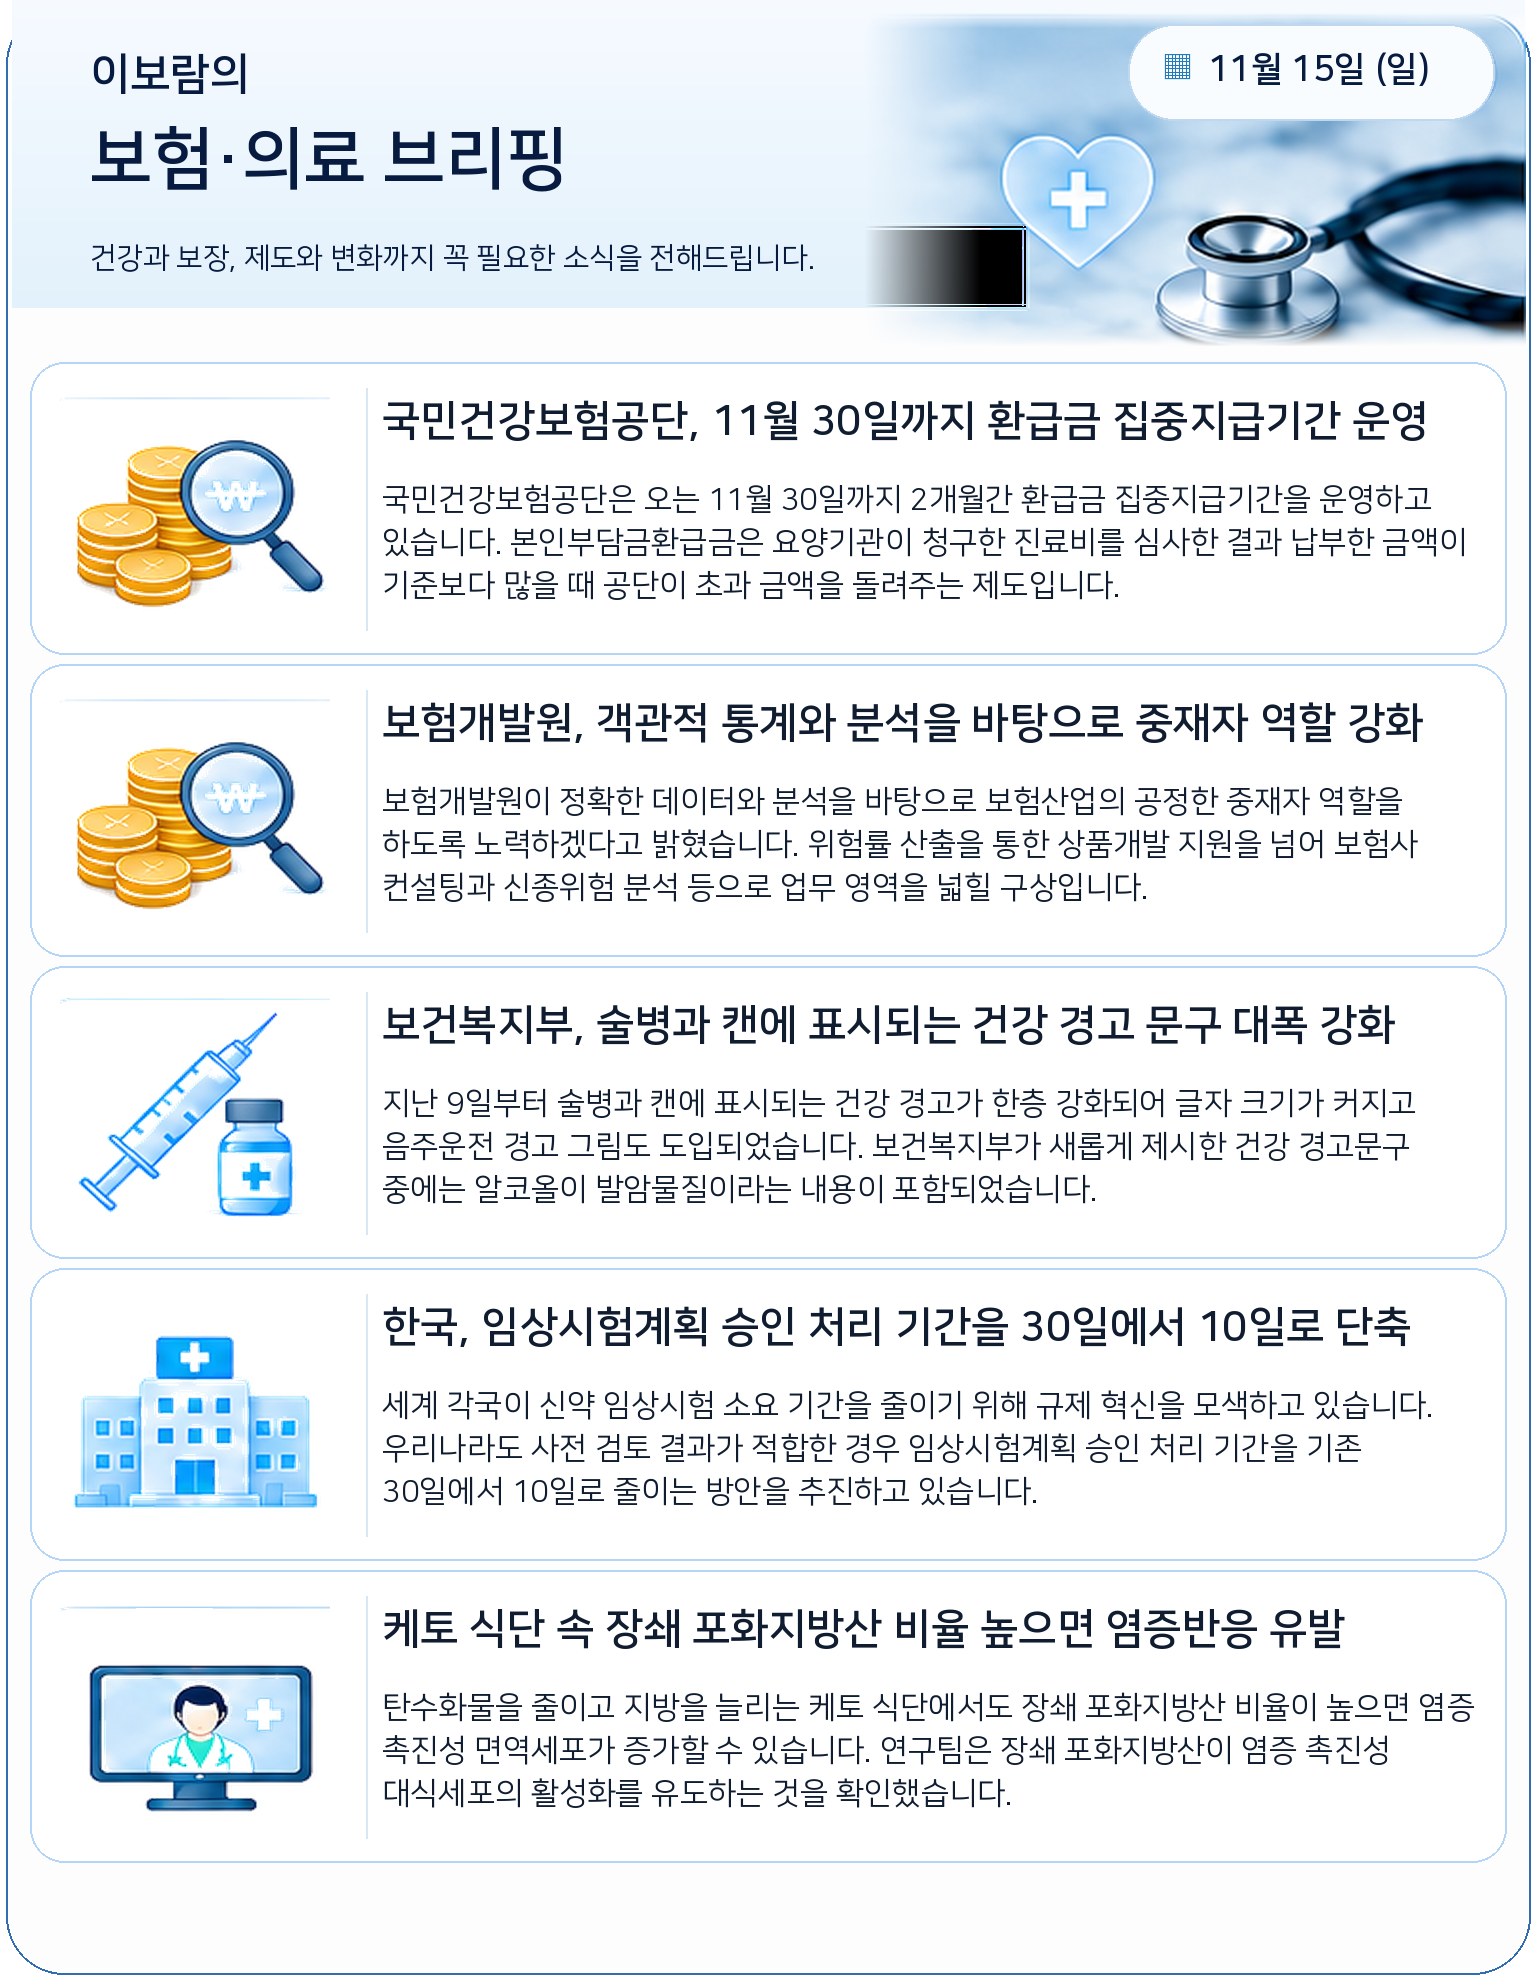 이보람의
보험·의료 브리핑
건강과 보장, 제도와 변화까지 꼭 필요한 소식을 전해드립니다.
11월 15일 (일)
국민건강보험공단, 11월 30일까지 환급금 집중지급기간 운영
국민건강보험공단은 오는 11월 30일까지 2개월간 환급금 집중지급기간을 운영하고
있습니다. 본인부담금환급금은 요양기관이 청구한 진료비를 심사한 결과 납부한 금액이
기준보다 많을 때 공단이 초과 금액을 돌려주는 제도입니다.
보험개발원, 객관적 통계와 분석을 바탕으로 중재자 역할 강화
보험개발원이 정확한 데이터와 분석을 바탕으로 보험산업의 공정한 중재자 역할을
하도록 노력하겠다고 밝혔습니다. 위험률 산출을 통한 상품개발 지원을 넘어 보험사
컨설팅과 신종위험 분석 등으로 업무 영역을 넓힐 구상입니다.
보건복지부, 술병과 캔에 표시되는 건강 경고 문구 대폭 강화
지난 9일부터 술병과 캔에 표시되는 건강 경고가 한층 강화되어 글자 크기가 커지고
음주운전 경고 그림도 도입되었습니다. 보건복지부가 새롭게 제시한 건강 경고문구
중에는 알코올이 발암물질이라는 내용이 포함되었습니다.
한국, 임상시험계획 승인 처리 기간을 30일에서 10일로 단축
세계 각국이 신약 임상시험 소요 기간을 줄이기 위해 규제 혁신을 모색하고 있습니다.
우리나라도 사전 검토 결과가 적합한 경우 임상시험계획 승인 처리 기간을 기존
30일에서 10일로 줄이는 방안을 추진하고 있습니다.
케토 식단 속 장쇄 포화지방산 비율 높으면 염증반응 유발
탄수화물을 줄이고 지방을 늘리는 케토 식단에서도 장쇄 포화지방산 비율이 높으면 염증
촉진성 면역세포가 증가할 수 있습니다. 연구팀은 장쇄 포화지방산이 염증 촉진성
대식세포의 활성화를 유도하는 것을 확인했습니다.